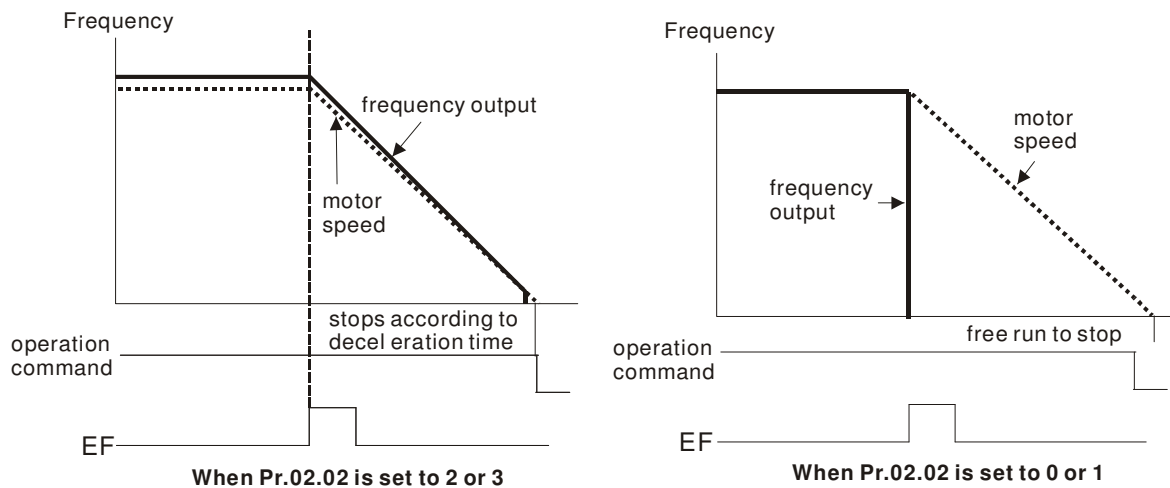 Frequency
frequency output
motor
speed
stops according to
decel eration time
operation
command
EF
When Pr.02.02 is set to 2 or 3
Frequency
motor
speed
frequency
output
free run to stop
operation
command
EF
When Pr.02.02 is set to 0 or 1